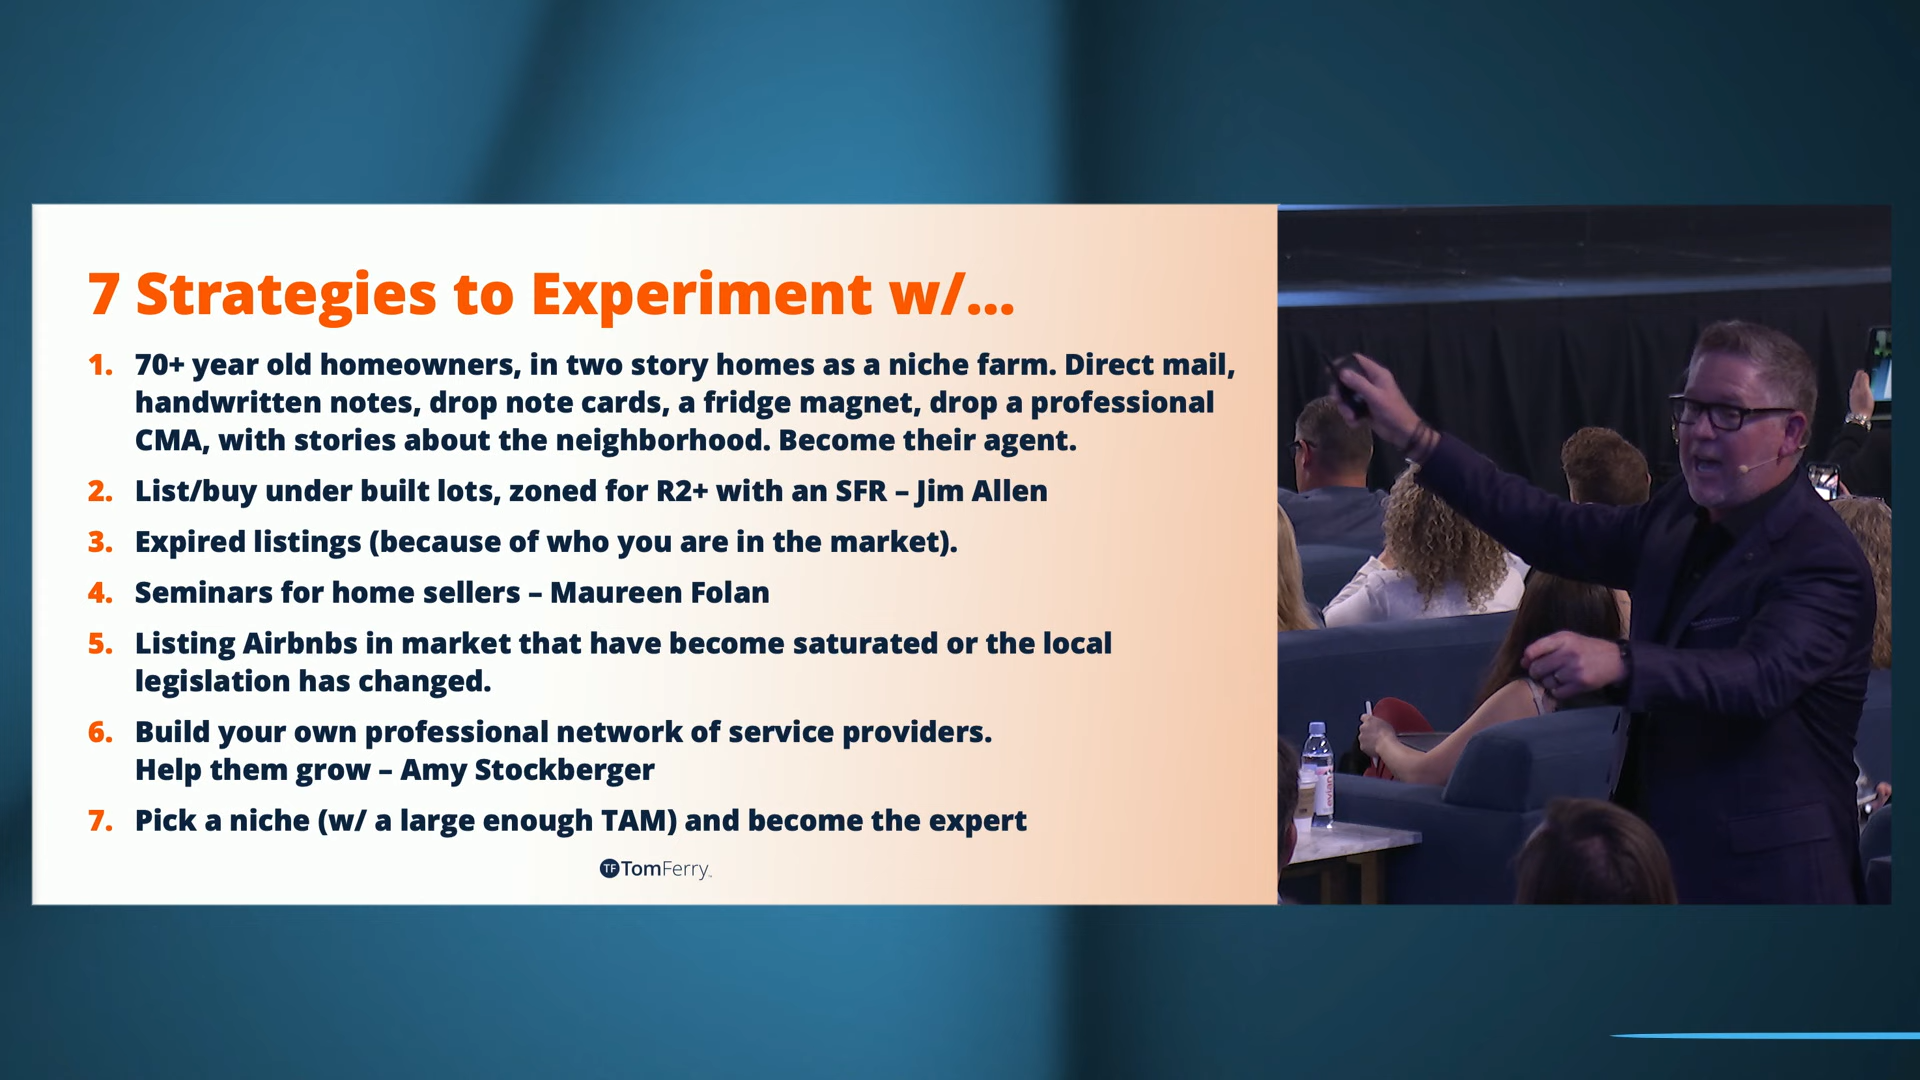 7 Strategies to Experiment w/...
1. 70+ year old homeowners, in two story homes as a niche farm. Direct mail,
handwritten notes, drop note cards, a fridge magnet, drop a professional
CMA, with stories about the neighborhood. Become their agent.
2. List/buy under built lots, zoned for R2+ with an SFR – Jim Allen
3. Expired listings (because of who you are in the market).
4. Seminars for home sellers – Maureen Folan
5. Listing Airbnbs in market that have become saturated or the local
legislation has changed.
6. Build your own professional network of service providers.
Help them grow – Amy Stockberger
7. Pick a niche (w/ a large enough TAM) and become the expert
TF TomFerry
evian